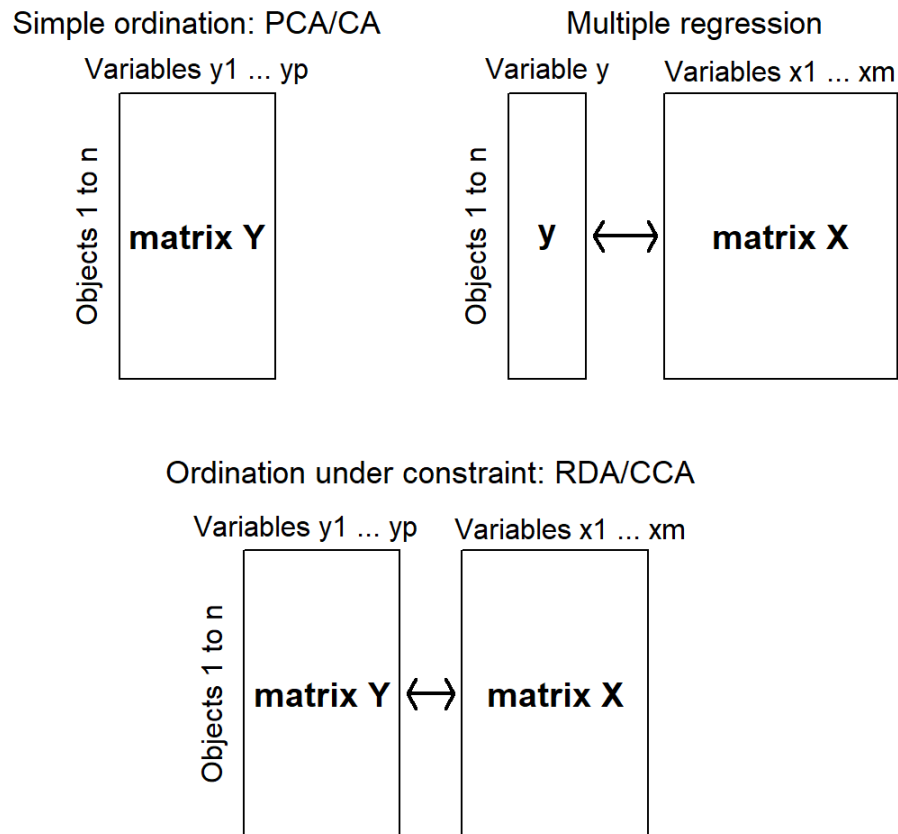 Simple ordination: PCA/CA
Variables y1 ... yp
Objects 1 to n
matrix Y
Multiple regression
Variable y
Variables x1 ... xm
Objects 1 to n
y
matrix X
Ordination under constraint: RDA/CCA
Variables y1 ... yp
Variables x1 ... xm
Objects 1 to n
matrix Y
matrix X